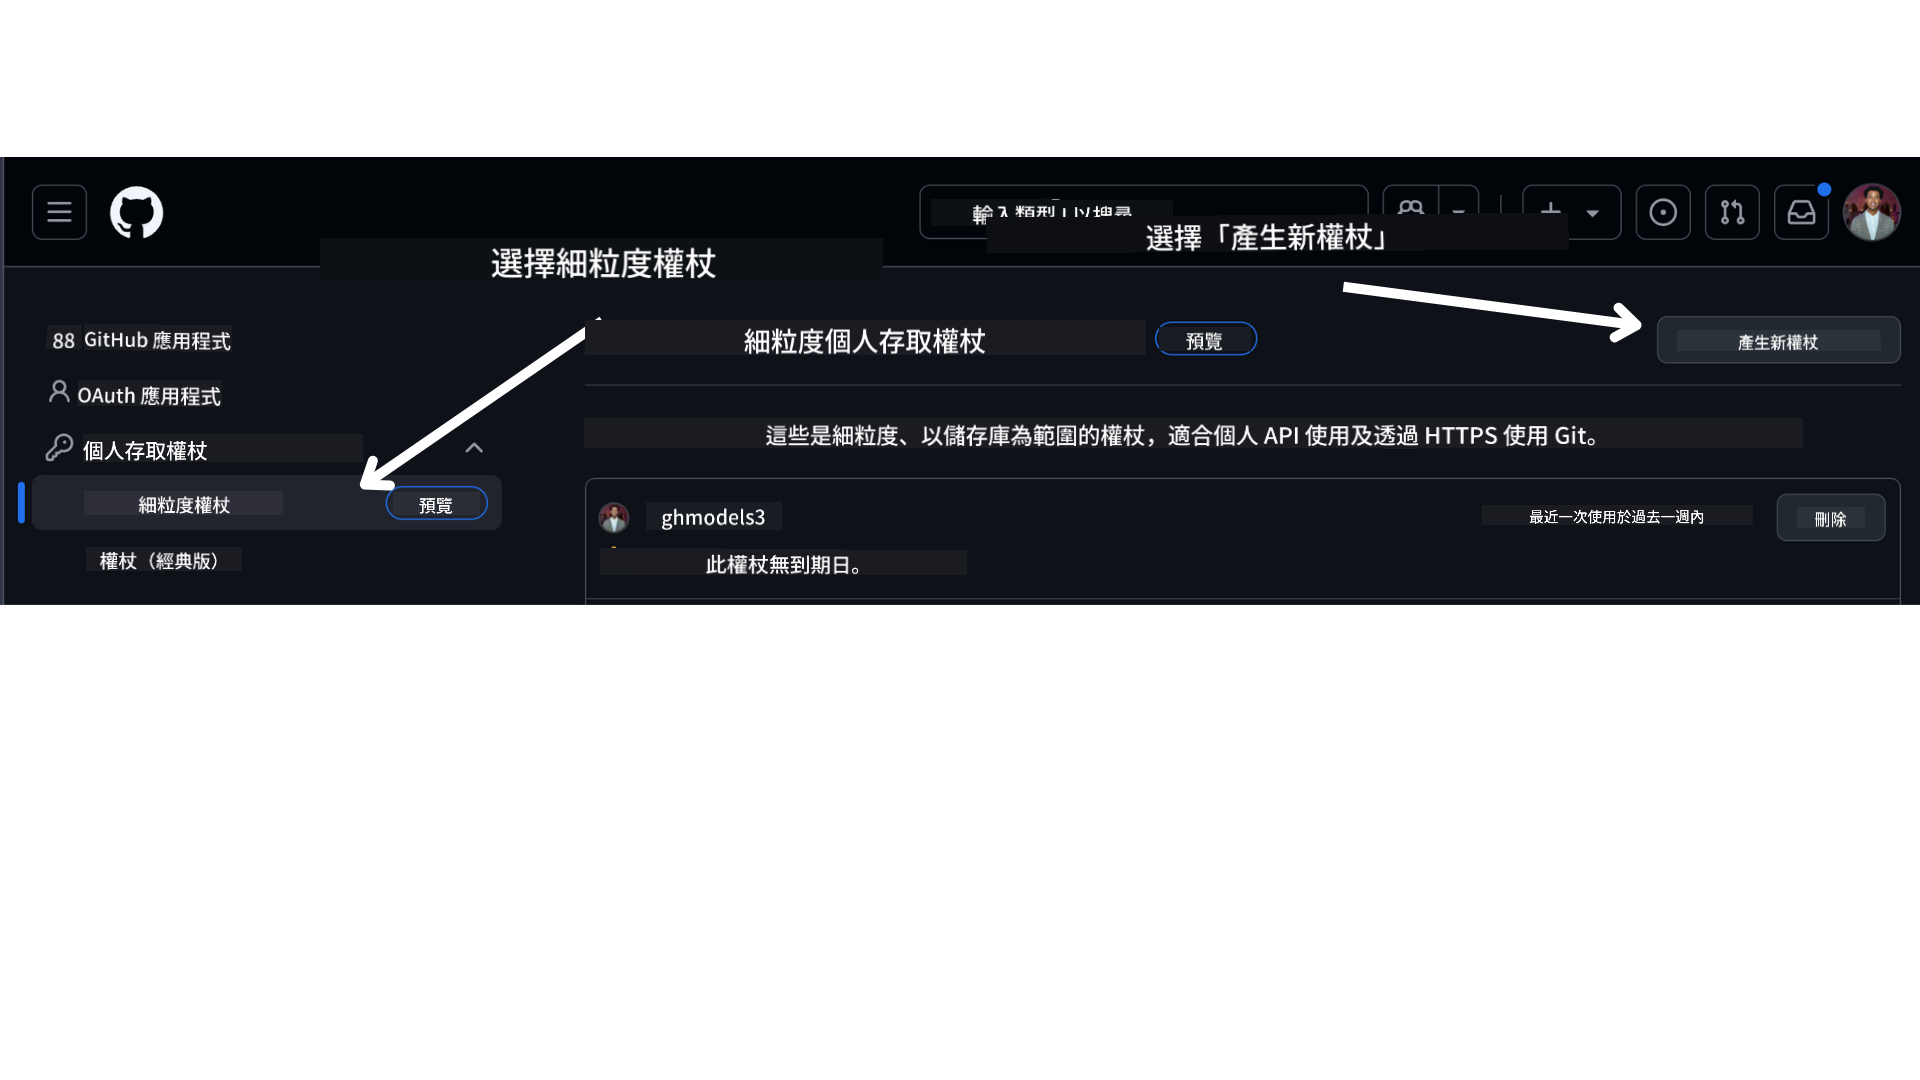 輸入類型 / 以搜尋
選擇「產生新權杖」
選擇細粒度權杖
GitHub 應用程式
OAuth 應用程式
個人存取權杖
細粒度權杖 預覽
權杖（經典版）
細粒度個人存取權杖 預覽
產生新權杖
這些是細粒度、以儲存庫為範圍的權杖，適合個人 API 使用及透過 HTTPS 使用 Git。
ghmodels3
最近一次使用於過去一週內
刪除
此權杖無到期日。